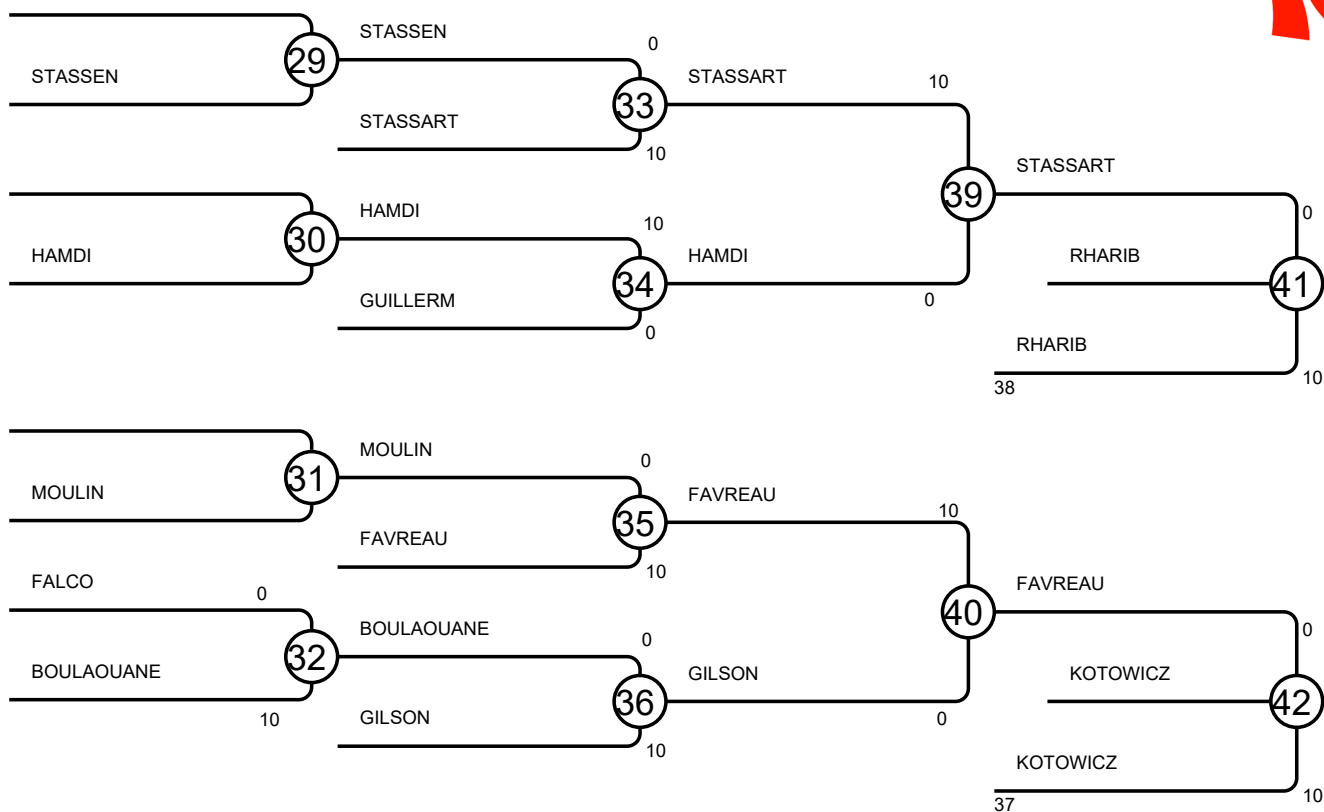 STASSEN
0
29
STASSEN
STASSART
10
33
STASSART
STASSART
10
39
HAMDI
10
0
30
HAMDI
HAMDI
RHARIB
34
41
GUILLERM
0
0
RHARIB
38
10
MOULIN
0
31
FAVREAU
MOULIN
10
35
FAVREAU
10
FALCO
0
FAVREAU
40
BOULAOUANE
0
0
32
BOULAOUANE
GILSON
KOTOWICZ
36
42
10
GILSON
0
10
KOTOWICZ
37
10